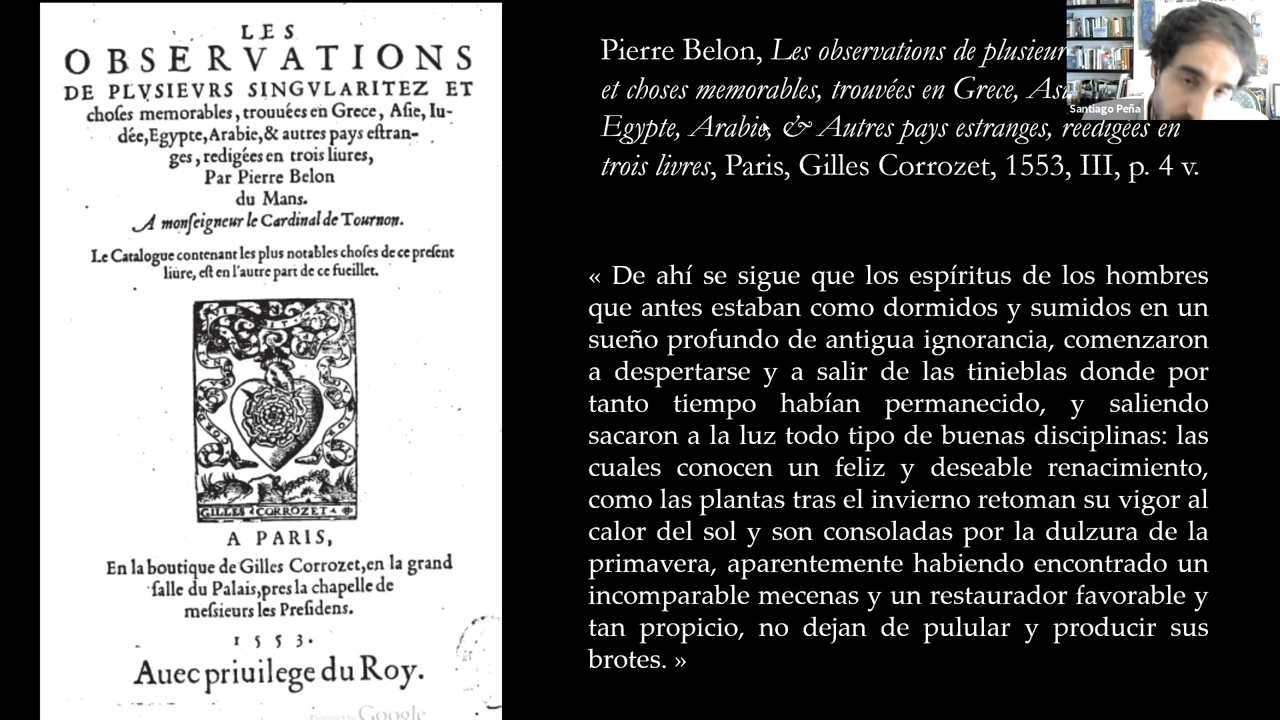 LES
OBSERVATIONS
DE PLVSIEVRS SINGVLARITEZ ET
choſes memorables, trouuées en Grece, Aſie, Iu-
dée,Egypte,Arabie,& autres pays eſtran-
ges, redigées en trois liures,
Par Pierre Belon
du Mans.
A monſeigneur le Cardinal de Tournon.
Le Catalogue contenant les plus notables choſes de ce preſent
liure, eſt en l'autre part de ce fueillet.
GILLES CORROZET
A PARIS,
En la boutique de Gilles Corrozet,en la grand
ſalle du Palais,pres la chapelle de
meſsieurs les Preſidens.
1553.
Auec priuilege du Roy.
Google
Pierre Belon, Les observations de plusieur
et choses memorables, trouvées en Grece,
Egypte, Arabie, & Autres pays estranges, reedigées en
trois livres, Paris, Gilles Corrozet, 1553, III, p. 4 v.
Santiago Peña
« De ahí se sigue que los espíritus de los hombres
que antes estaban como dormidos y sumidos en un
sueño profundo de antigua ignorancia, comenzaron
a despertarse y a salir de las tinieblas donde por
tanto tiempo habían permanecido, y saliendo
sacaron a la luz todo tipo de buenas disciplinas: las
cuales conocen un feliz y deseable renacimiento,
como las plantas tras el invierno retoman su vigor al
calor del sol y son consoladas por la dulzura de la
primavera, aparentemente habiendo encontrado un
incomparable mecenas y un restaurador favorable y
tan propicio, no dejan de pulular y producir sus
brotes. »